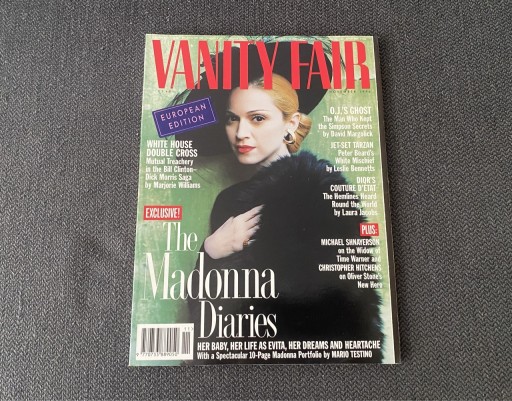 VANITY FAIR
EUROPEAN
EDITION
WHITE HOUSE
DOUBLE CROSS
Mutual Treachery
in the Bill Clinton–
Dick Morris Saga
by Marjorie Williams
O.J.'S GHOST
The Man Who Kept
the Simpson Secrets
by David Margolick
JET-SET TARZAN
Peter Beard's
White Mischief
by Leslie Bennetts
DIOR'S
COUTURE D'ETAT
The Hemlines Heard
Round the World
by Laura Jacobs
PLUS:
MICHAEL SHNAYERSON
on the Widow of
Time Warner and
CHRISTOPHER HITCHENS
on Oliver Stone's
New Hero
EXCLUSIVE!
The
Madonna
Diaries
HER BABY, HER LIFE AS EVITA, HER DREAMS AND HEARTACHE
With a Spectacular 10-Page Madonna Portfolio by MARIO TESTINO
11